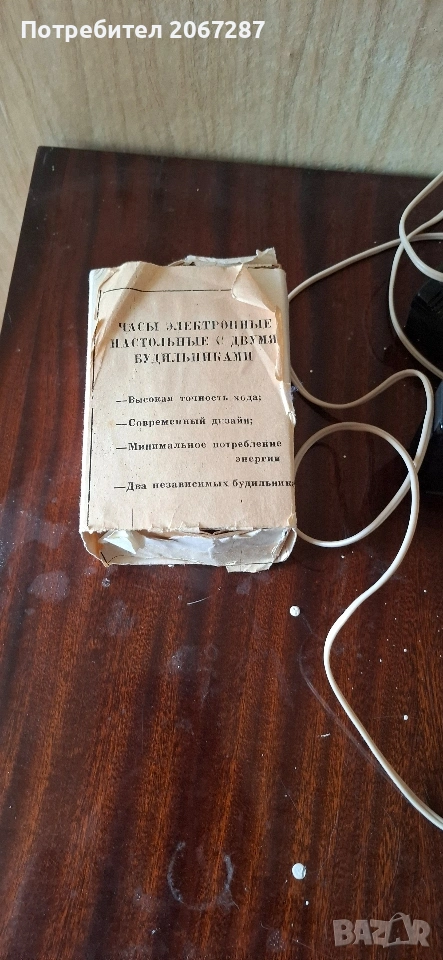 Потребител 2067287
ЧАСЫ ЭЛЕКТРОННЫЕ
НАСТОЛЬНЫЕ С ДВУМЯ
БУДИЛЬНИКАМИ
—Высокая точность хода;
—Современный дизайн;
—Минимальное потребление
энергии
—Два независимых будильника
BAZAR